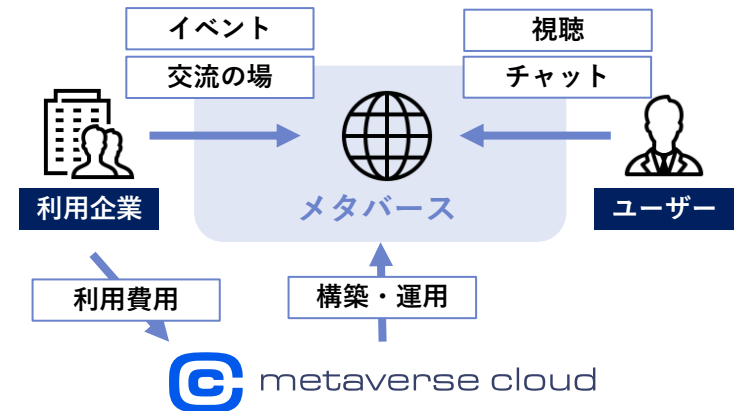 イベント
視聴
交流の場
チャット
利用企業
メタバース
ユーザー
利用費用
構築・運用
metaverse cloud